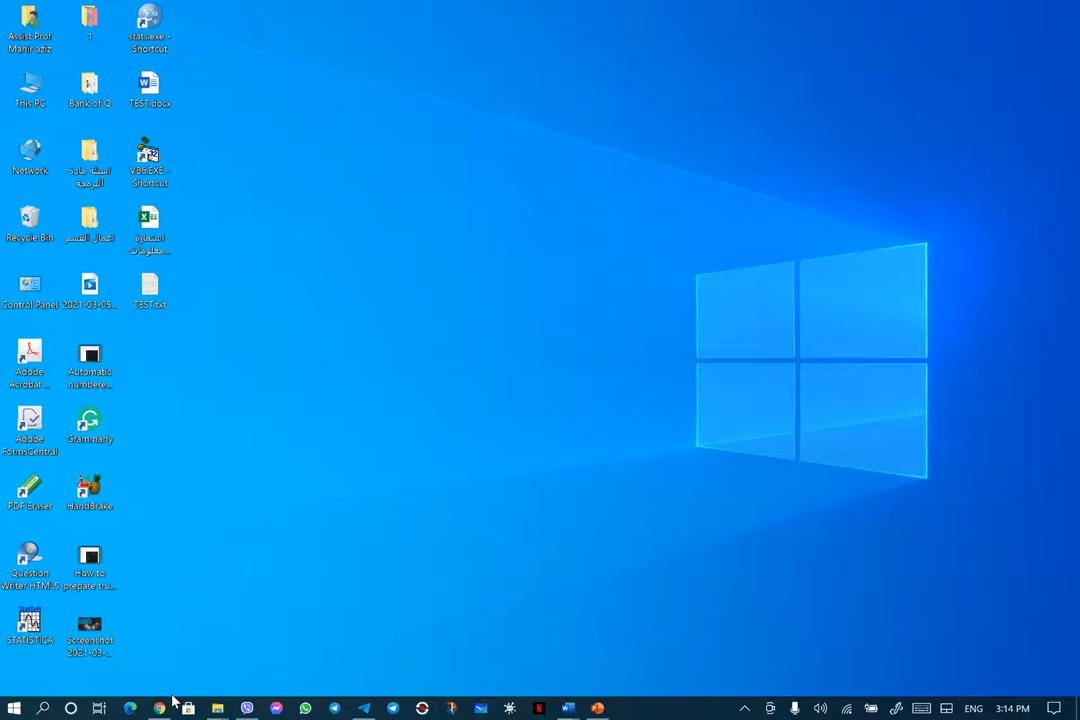 Assist Prof
Mahir aziz
1
stats.exe -
Shortcut
This PC
Bank of Q
TEST.docx
Network
اسئلة مادة
البرمجة
VB6.EXE -
Shortcut
Recycle Bin
اعمال القسم
استمارة
معلومات...
Control Panel
2021-03-05...
TEST.txt
Adobe
Acrobat...
Automatic
numbere...
Adobe
FormsCentral
Grammarly
PDF Eraser
HandBrake
Question
Writer HTML5
How to
prepare tru...
STATISTICA
Screenshot
2021-03-...
ENG
3:14 PM